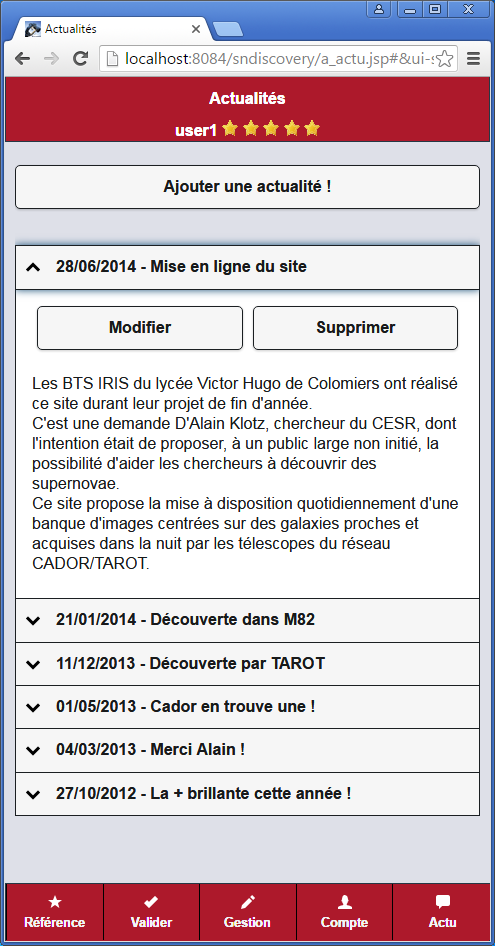 Actualités
localhost:8084/sndiscovery/a_actu.jsp#&ui-s
Actualités
user1
Ajouter une actualité !
28/06/2014 - Mise en ligne du site
Modifier Supprimer
Les BTS IRIS du lycée Victor Hugo de Colomiers ont réalisé
ce site durant leur projet de fin d'année.
C'est une demande D'Alain Klotz, chercheur du CESR, dont
l'intention était de proposer, à un public large non initié, la
possibilité d'aider les chercheurs à découvrir des
supernovae.
Ce site propose la mise à disposition quotidiennement d'une
banque d'images centrées sur des galaxies proches et
acquises dans la nuit par les télescopes du réseau
CADOR/TAROT.
21/01/2014 - Découverte dans M82
11/12/2013 - Découverte par TAROT
01/05/2013 - Cador en trouve une !
04/03/2013 - Merci Alain !
27/10/2012 - La + brillante cette année !
Référence Valider Gestion Compte Actu